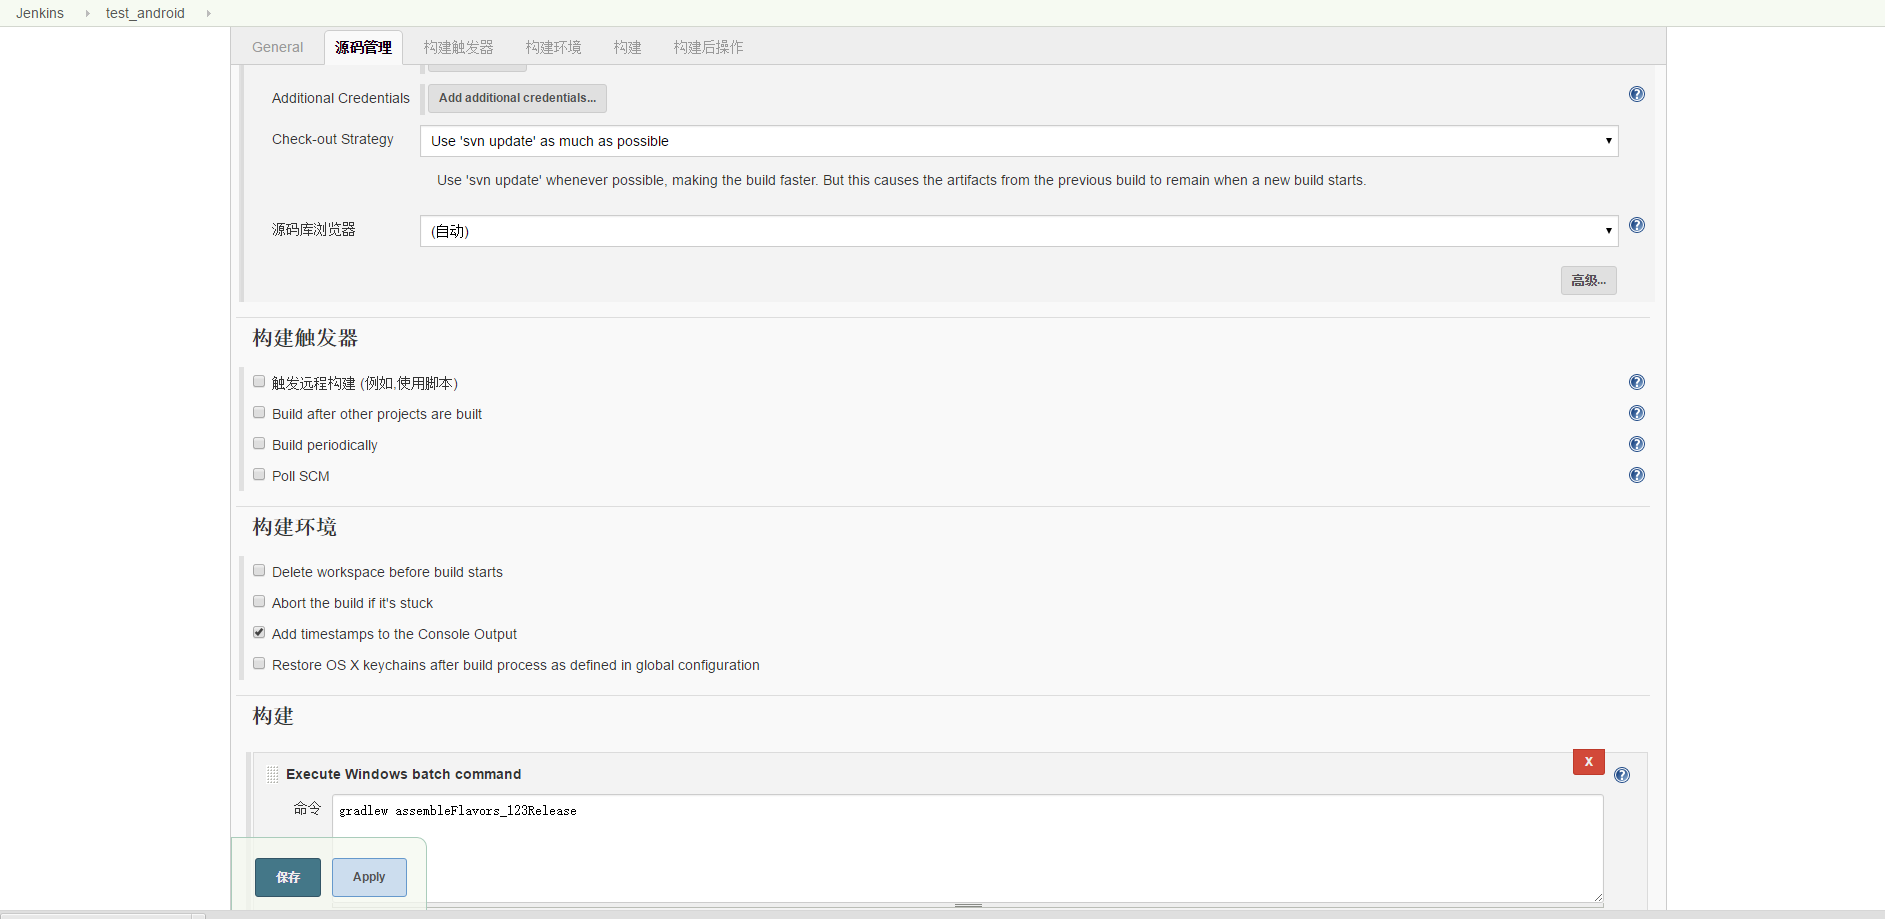 Jenkins test_android
General 源码管理 构建触发器 构建环境 构建 构建后操作
Additional Credentials Add additional credentials...
Check-out Strategy Use 'svn update' as much as possible
Use 'svn update' whenever possible, making the build faster. But this causes the artifacts from the previous build to remain when a new build starts.
源码库浏览器 (自动)
高级...
构建触发器
触发远程构建 (例如,使用脚本)
Build after other projects are built
Build periodically
Poll SCM
构建环境
Delete workspace before build starts
Abort the build if it's stuck
Add timestamps to the Console Output
Restore OS X keychains after build process as defined in global configuration
构建
X
Execute Windows batch command
命令 gradlew assembleFlavors_123Release
保存 Apply